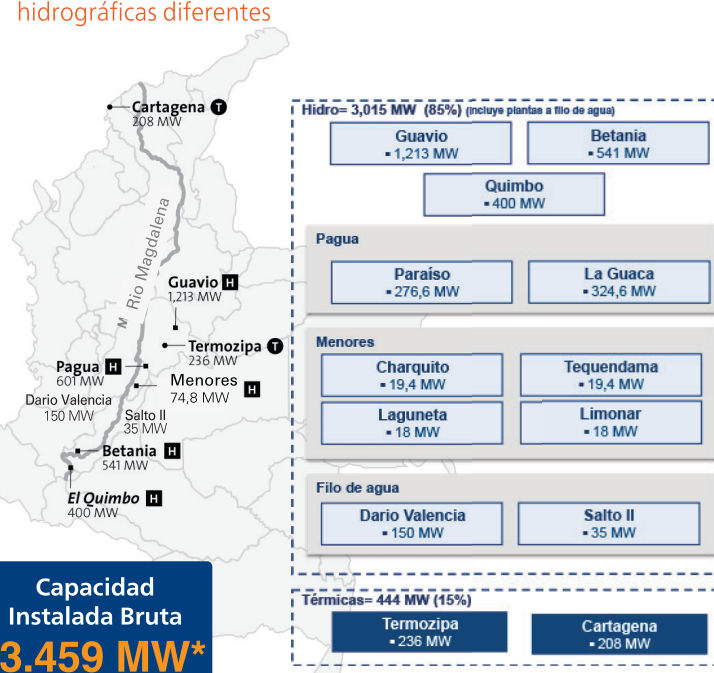 hidrográficas diferentes
Cartagena T
208 MW
Rio Magdalena
Guavio H
1,213 MW
Termozipa T
236 MW
Pagua H
601 MW
Menores H
74,8 MW
Dario Valencia
150 MW
Salto II
35 MW
Betania H
541 MW
El Quimbo H
400 MW
Capacidad
Instalada Bruta
3.459 MW*
Hidro= 3,015 MW (85%) (incluye plantas a filo de agua)
Guavio
▪ 1,213 MW
Betania
▪ 541 MW
Quimbo
▪ 400 MW
Pagua
Paraíso
▪ 276,6 MW
La Guaca
▪ 324,6 MW
Menores
Charquito
▪ 19,4 MW
Tequendama
▪ 19,4 MW
Laguneta
▪ 18 MW
Limonar
▪ 18 MW
Filo de agua
Dario Valencia
▪ 150 MW
Salto II
▪ 35 MW
Térmicas= 444 MW (15%)
Termozipa
▪ 236 MW
Cartagena
▪ 208 MW